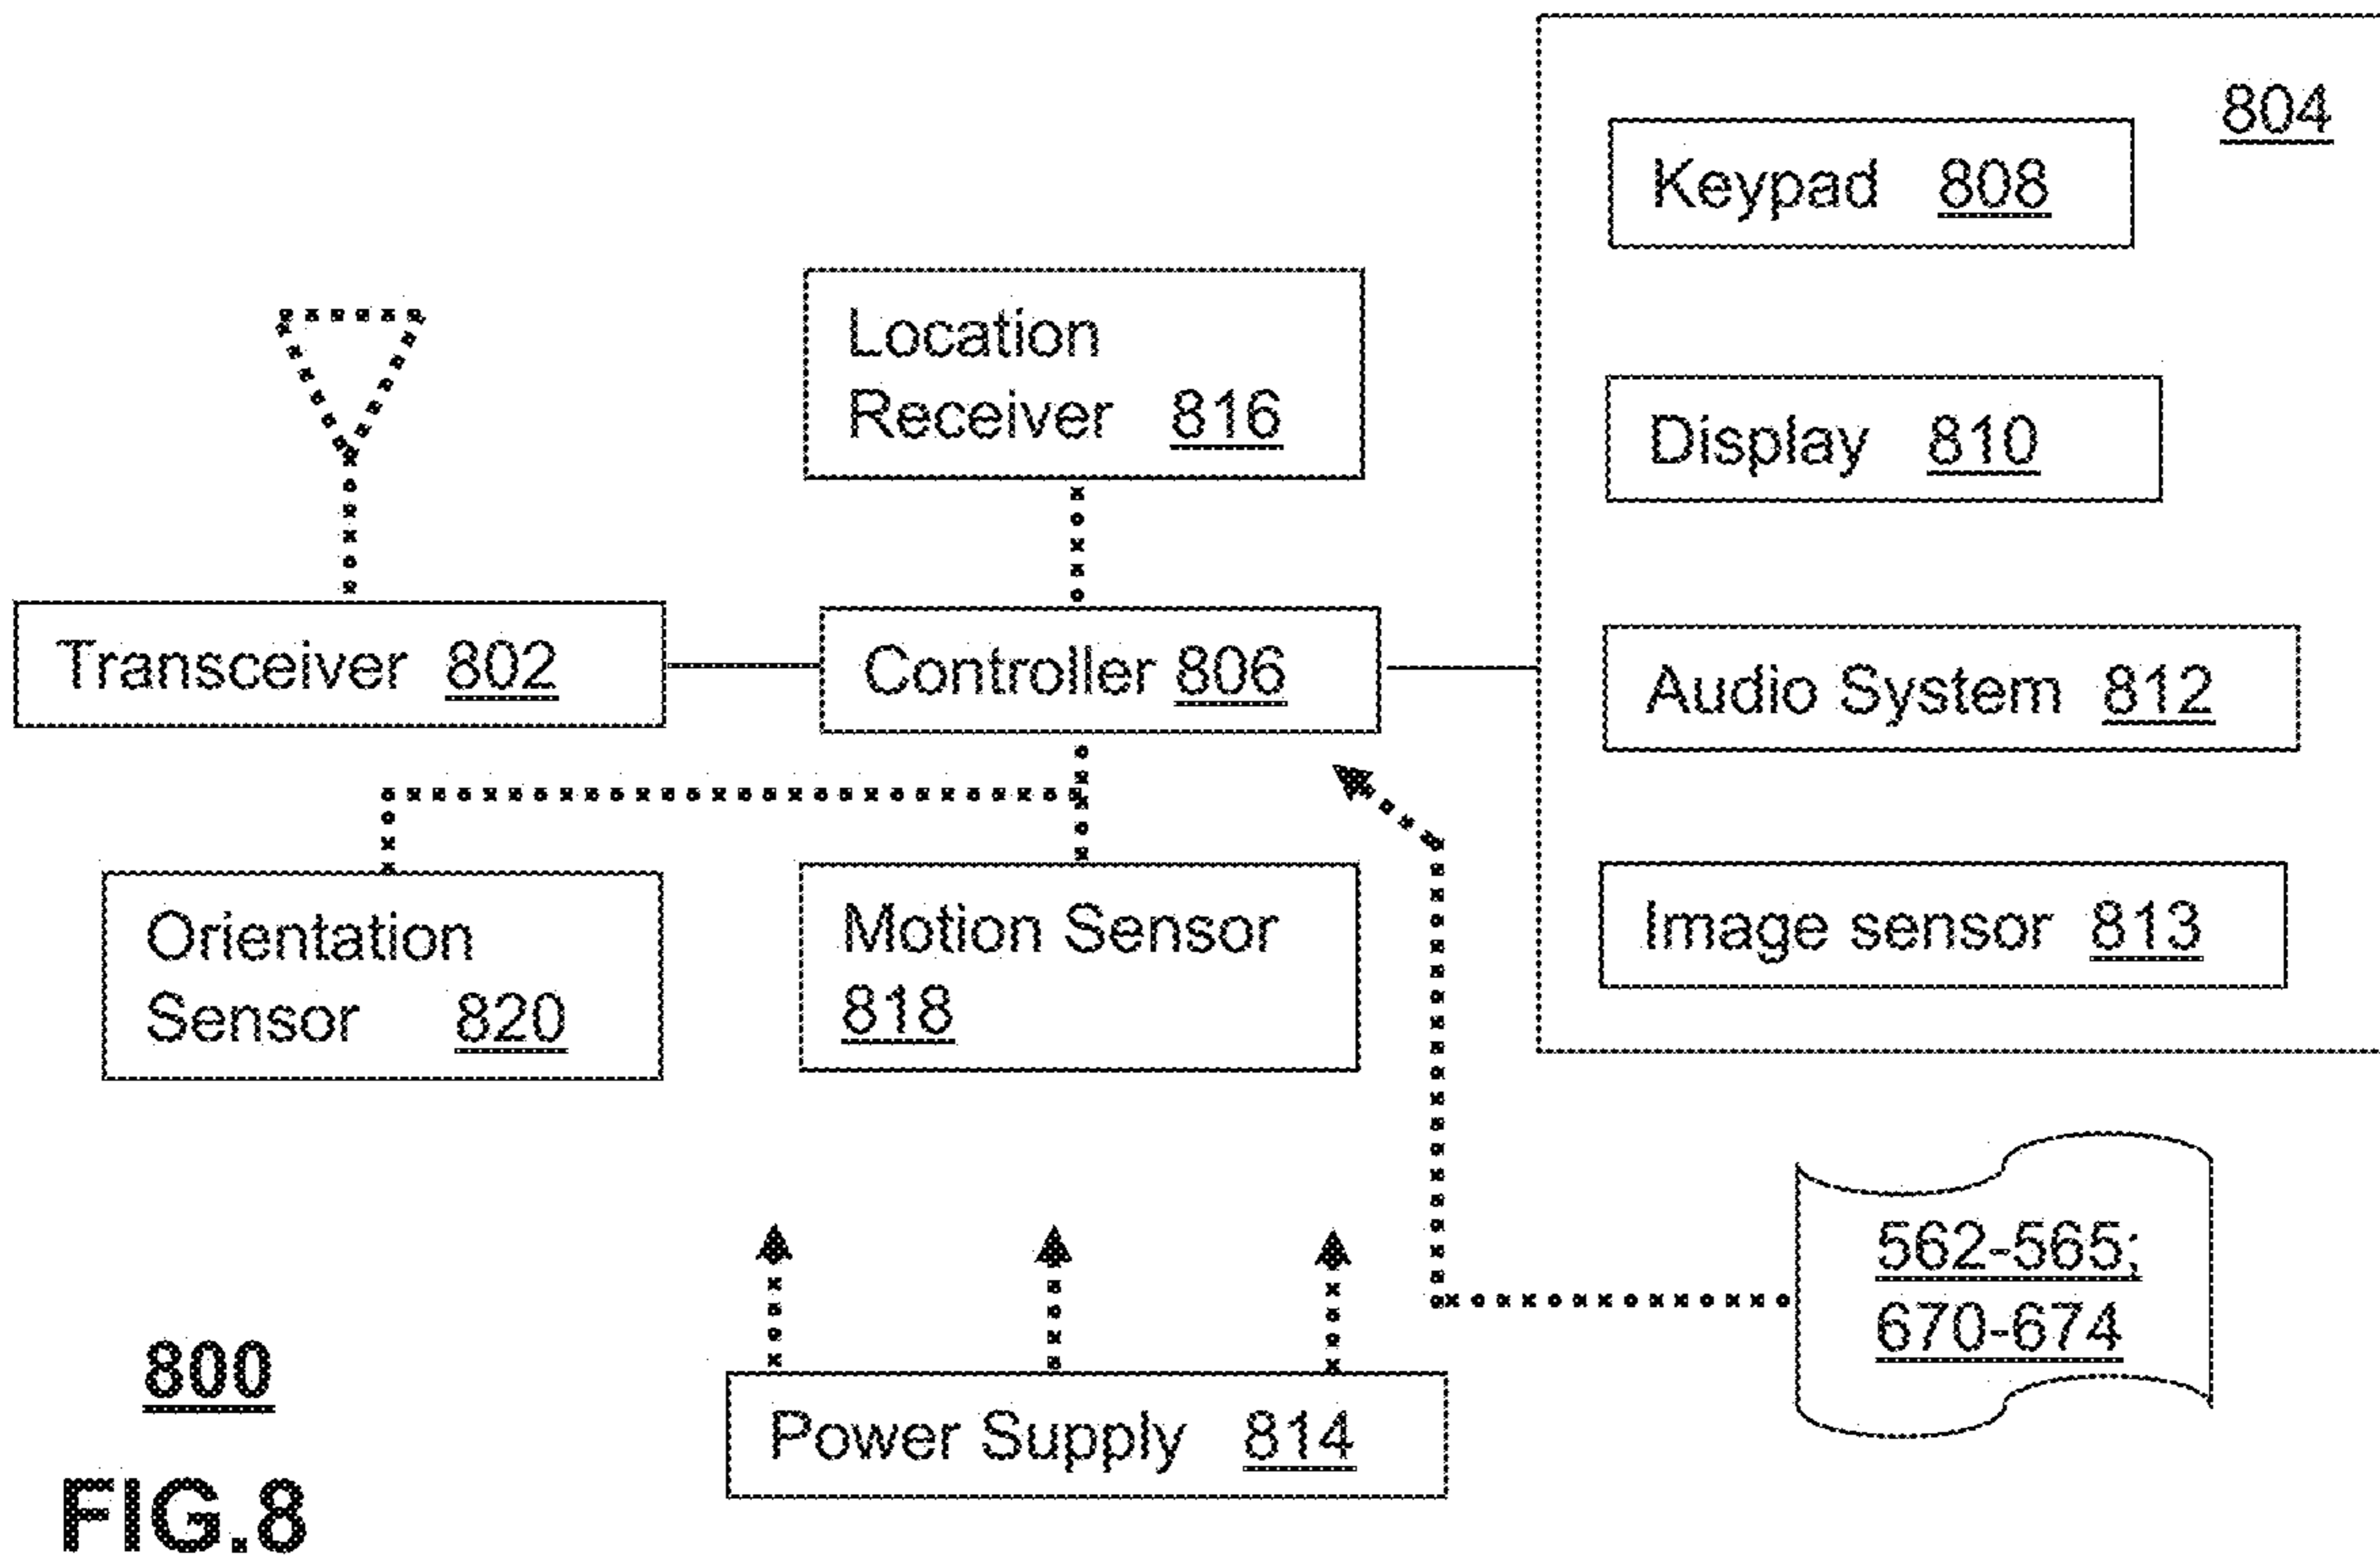 804
Keypad 808
Location
Receiver 816
Display 810
Transceiver 802
Controller 806
Audio System 812
Orientation
Sensor 820
Motion Sensor
818
Image sensor 813
562-565;
670-674
Power Supply 814
800
FIG.8